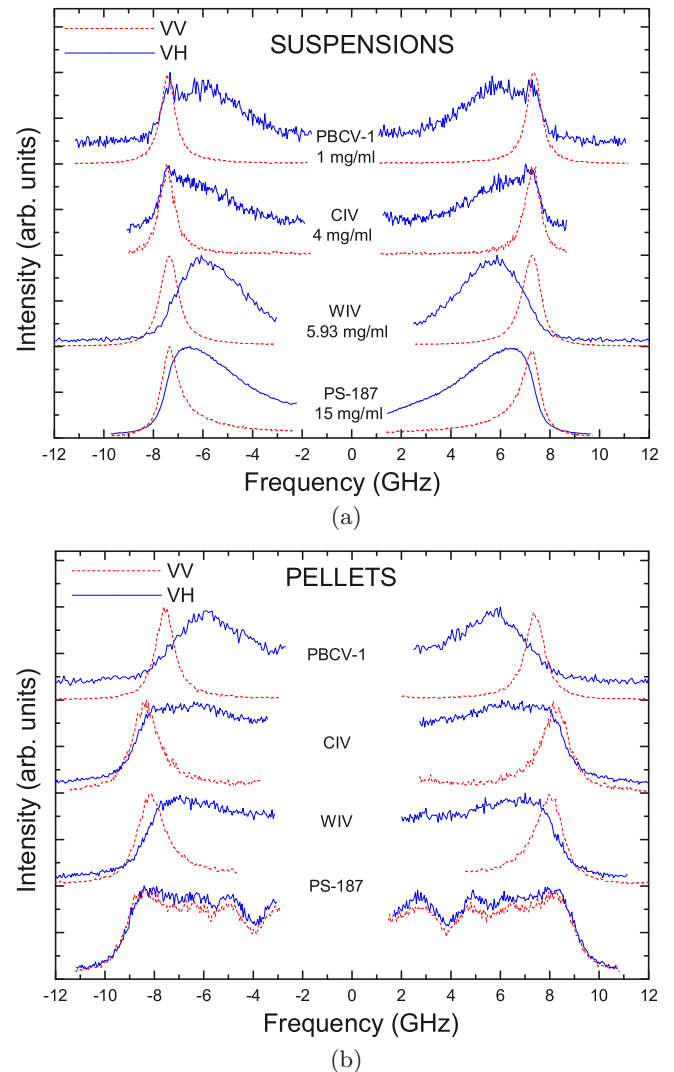 VV
VH
SUSPENSIONS
PBCV-1
1 mg/ml
CIV
4 mg/ml
WIV
5.93 mg/ml
PS-187
15 mg/ml
Intensity (arb. units)
-12 -10 -8 -6 -4 -2 0 2 4 6 8 10 12
Frequency (GHz)
(a)
VV
VH
PELLETS
PBCV-1
CIV
WIV
PS-187
Intensity (arb. units)
-12 -10 -8 -6 -4 -2 0 2 4 6 8 10 12
Frequency (GHz)
(b)